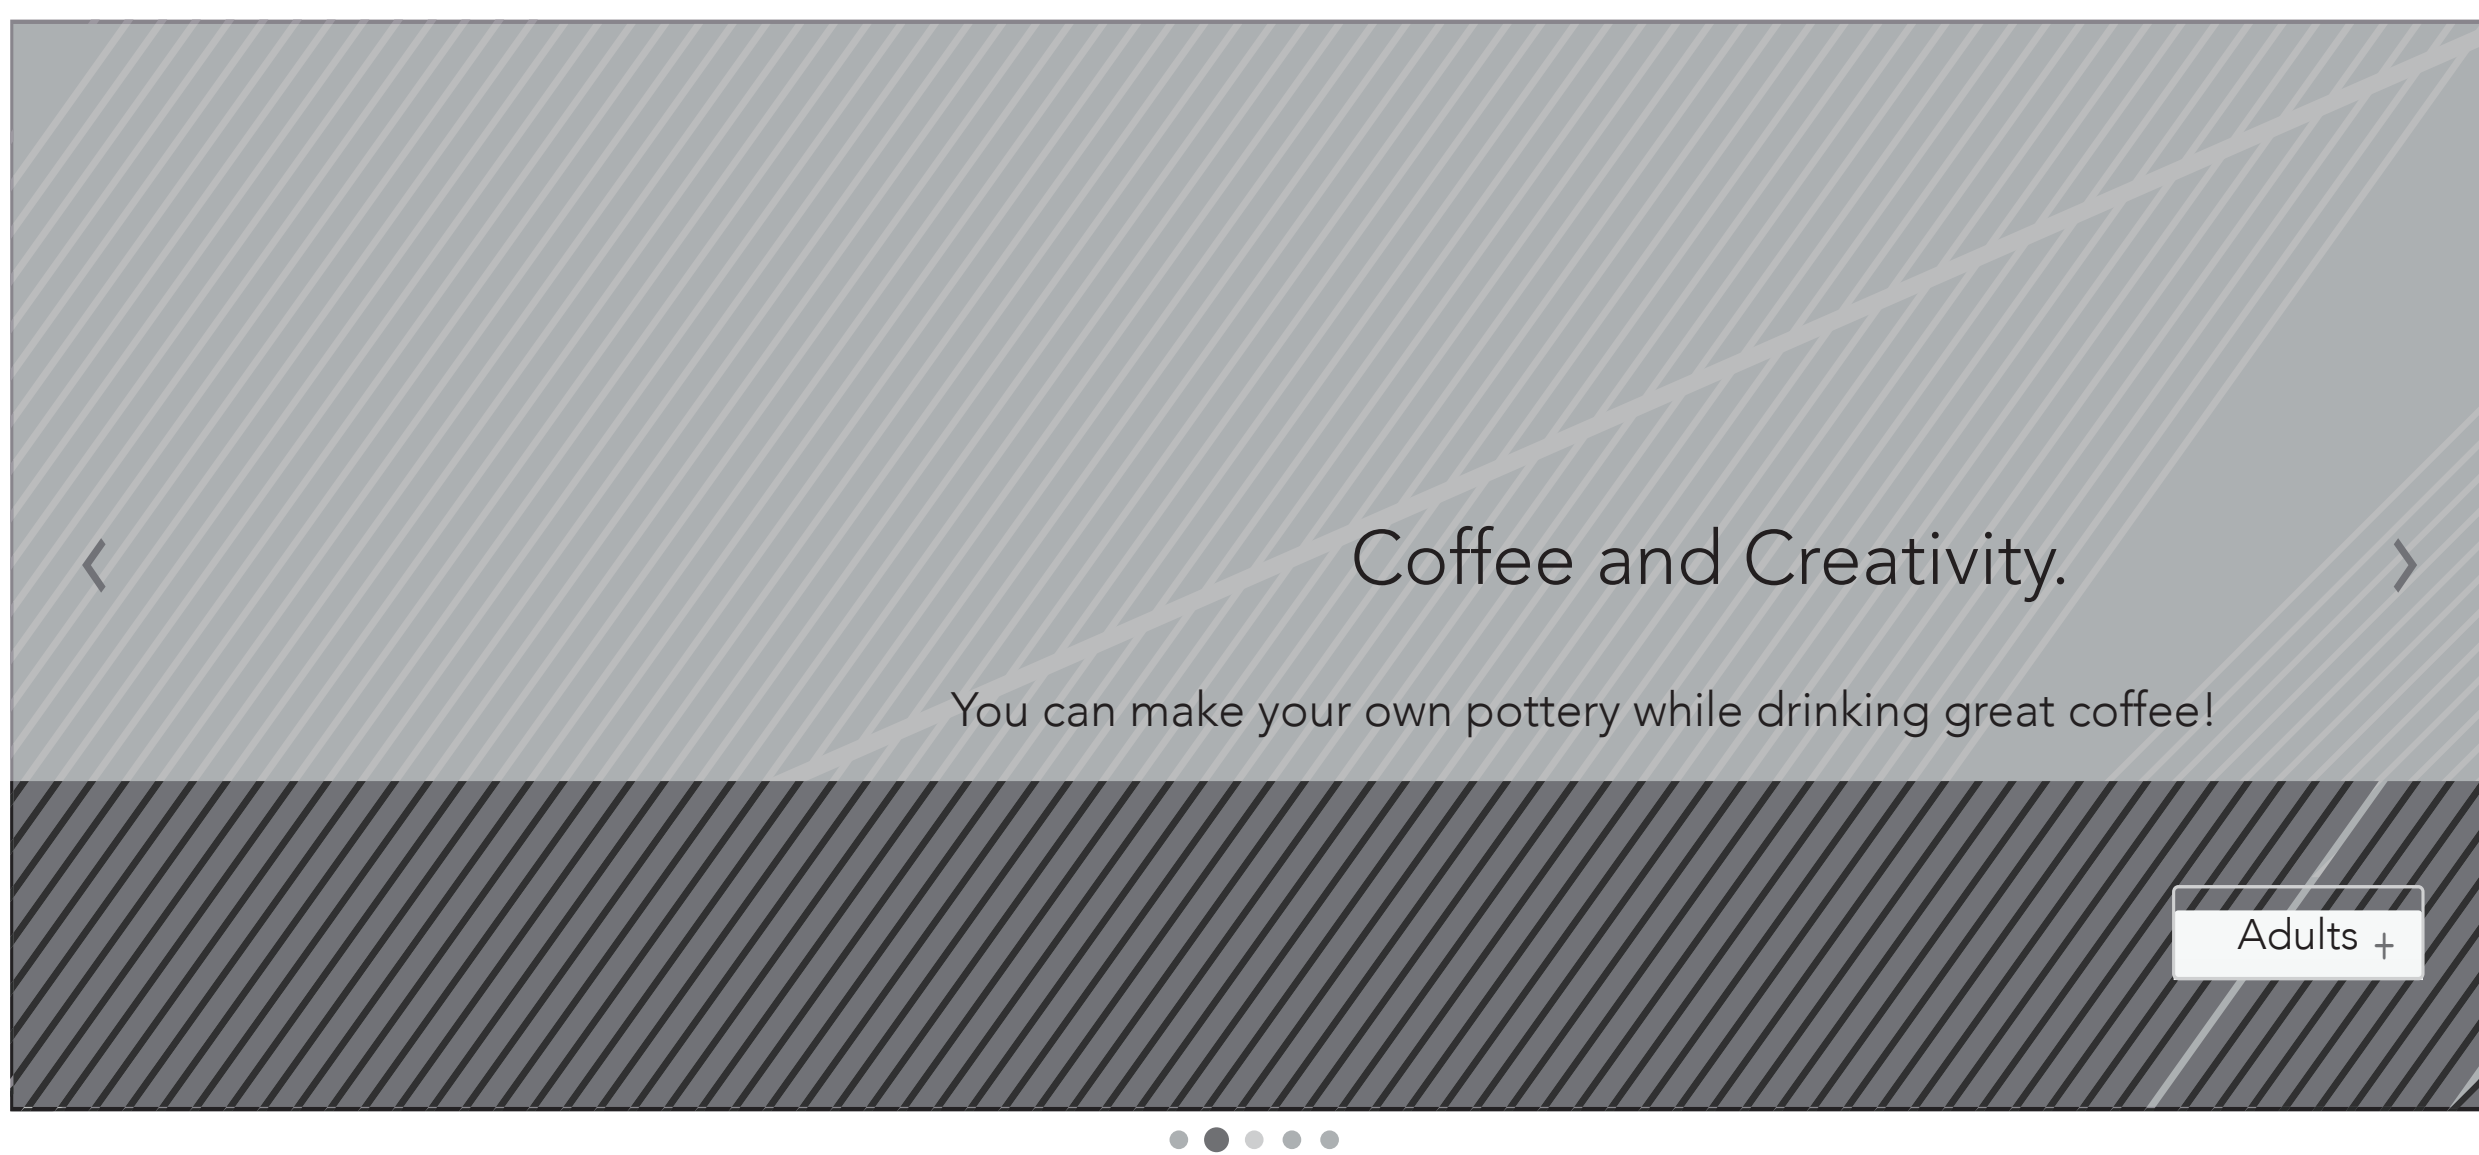 Coffee and Creativity.
You can make your own pottery while drinking great coffee!
Adults +